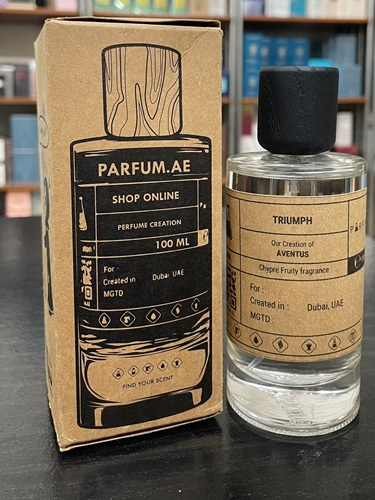 PARFUM.AE
SHOP ONLINE
PERFUME CREATION
100 ML
For
Created in Dubai, UAE
MGTD
FIND YOUR SCENT
TRIUMPH
Our Creation of
AVENTUS
Chypre Fruity fragrance
For :
Created in : Dubai, UAE
MGTD :